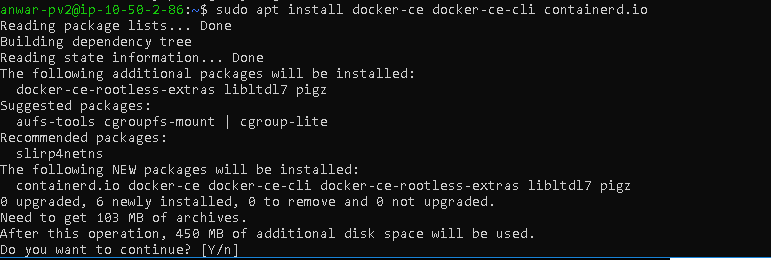 anwar-pv2@ip-10-50-2-86:~$ sudo apt install docker-ce docker-ce-cli containerd.io
Reading package lists... Done
Building dependency tree
Reading state information... Done
The following additional packages will be installed:
  docker-ce-rootless-extras libltdl7 pigz
Suggested packages:
  aufs-tools cgroupfs-mount | cgroup-lite
Recommended packages:
  slirp4netns
The following NEW packages will be installed:
  containerd.io docker-ce docker-ce-cli docker-ce-rootless-extras libltdl7 pigz
0 upgraded, 6 newly installed, 0 to remove and 0 not upgraded.
Need to get 103 MB of archives.
After this operation, 450 MB of additional disk space will be used.
Do you want to continue? [Y/n]